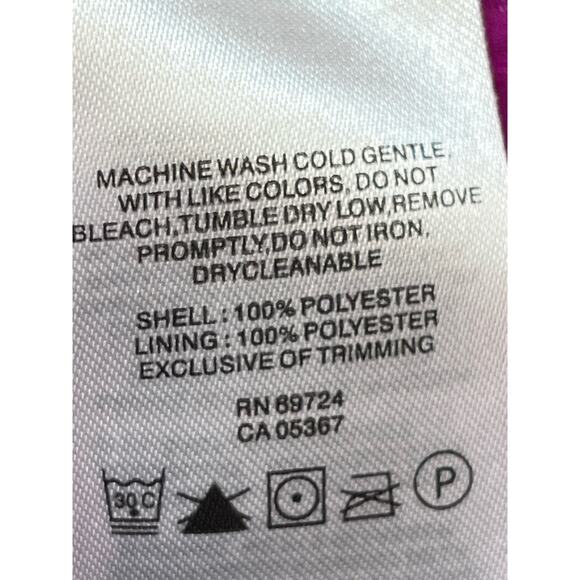 MACHINE WASH COLD GENTLE,
WITH LIKE COLORS, DO NOT
BLEACH,TUMBLE DRY LOW,REMOVE
PROMPTLY,DO NOT IRON,
DRYCLEANABLE
SHELL : 100% POLYESTER
LINING : 100% POLYESTER
EXCLUSIVE OF TRIMMING
RN 69724
CA 05367
30 C P